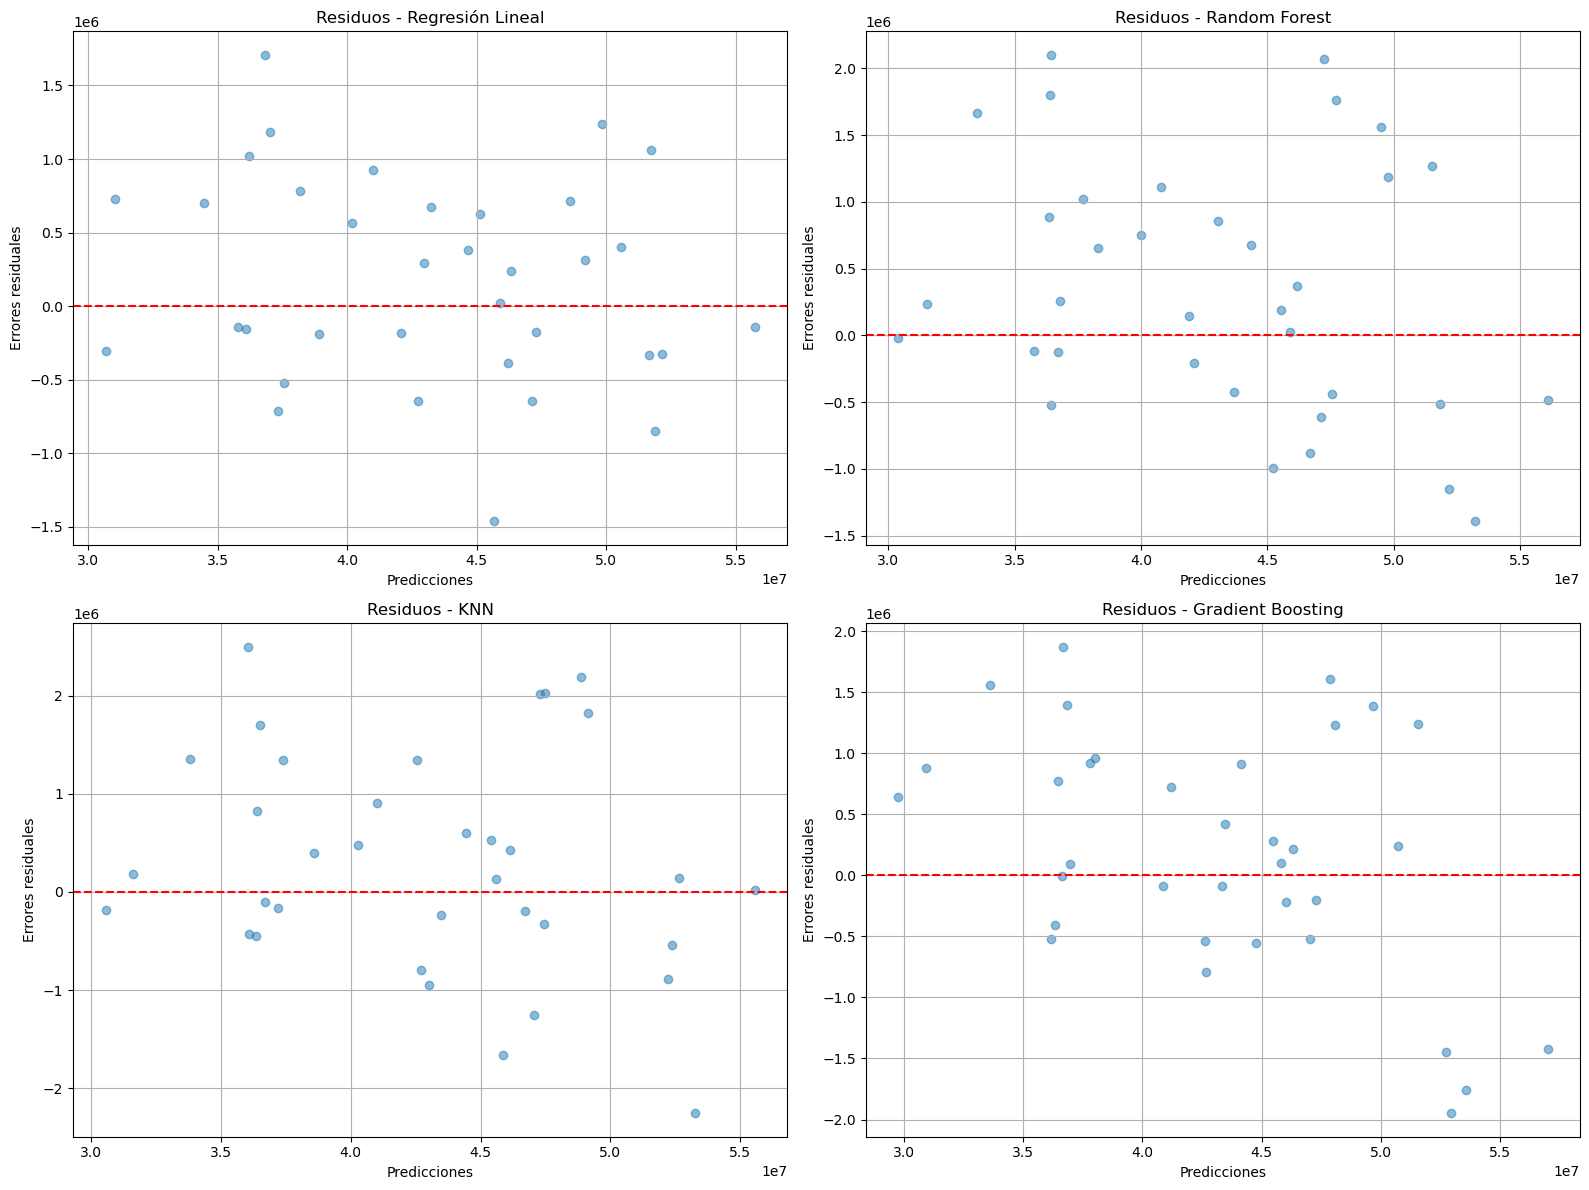 Residuos - Regresión Lineal
1e6
1.5
1.0
0.5
0.0
−0.5
−1.0
−1.5
Errores residuales
3.0 3.5 4.0 4.5 5.0 5.5
1e7
Predicciones
Residuos - Random Forest
1e6
2.0
1.5
1.0
0.5
0.0
−0.5
−1.0
−1.5
Errores residuales
3.0 3.5 4.0 4.5 5.0 5.5
1e7
Predicciones
Residuos - KNN
1e6
2
1
0
−1
−2
Errores residuales
3.0 3.5 4.0 4.5 5.0 5.5
1e7
Predicciones
Residuos - Gradient Boosting
1e6
2.0
1.5
1.0
0.5
0.0
−0.5
−1.0
−1.5
−2.0
Errores residuales
3.0 3.5 4.0 4.5 5.0 5.5
1e7
Predicciones